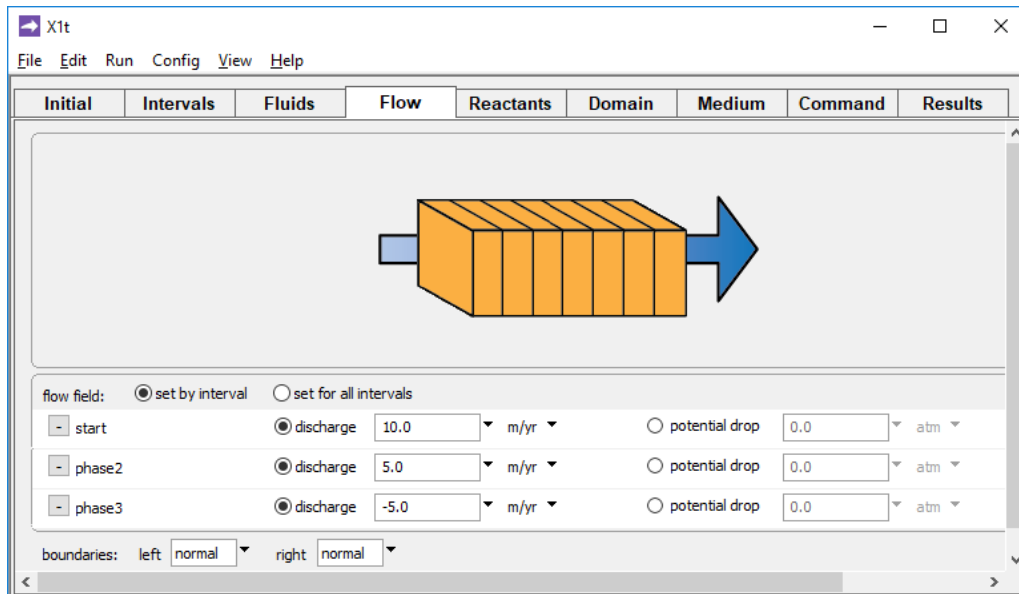 X1t
File Edit Run Config View Help
Initial Intervals Fluids Flow Reactants Domain Medium Command Results
flow field: set by interval set for all intervals
- start discharge 10.0 m/yr potential drop 0.0 atm
- phase2 discharge 5.0 m/yr potential drop 0.0 atm
- phase3 discharge -5.0 m/yr potential drop 0.0 atm
boundaries: left normal right normal